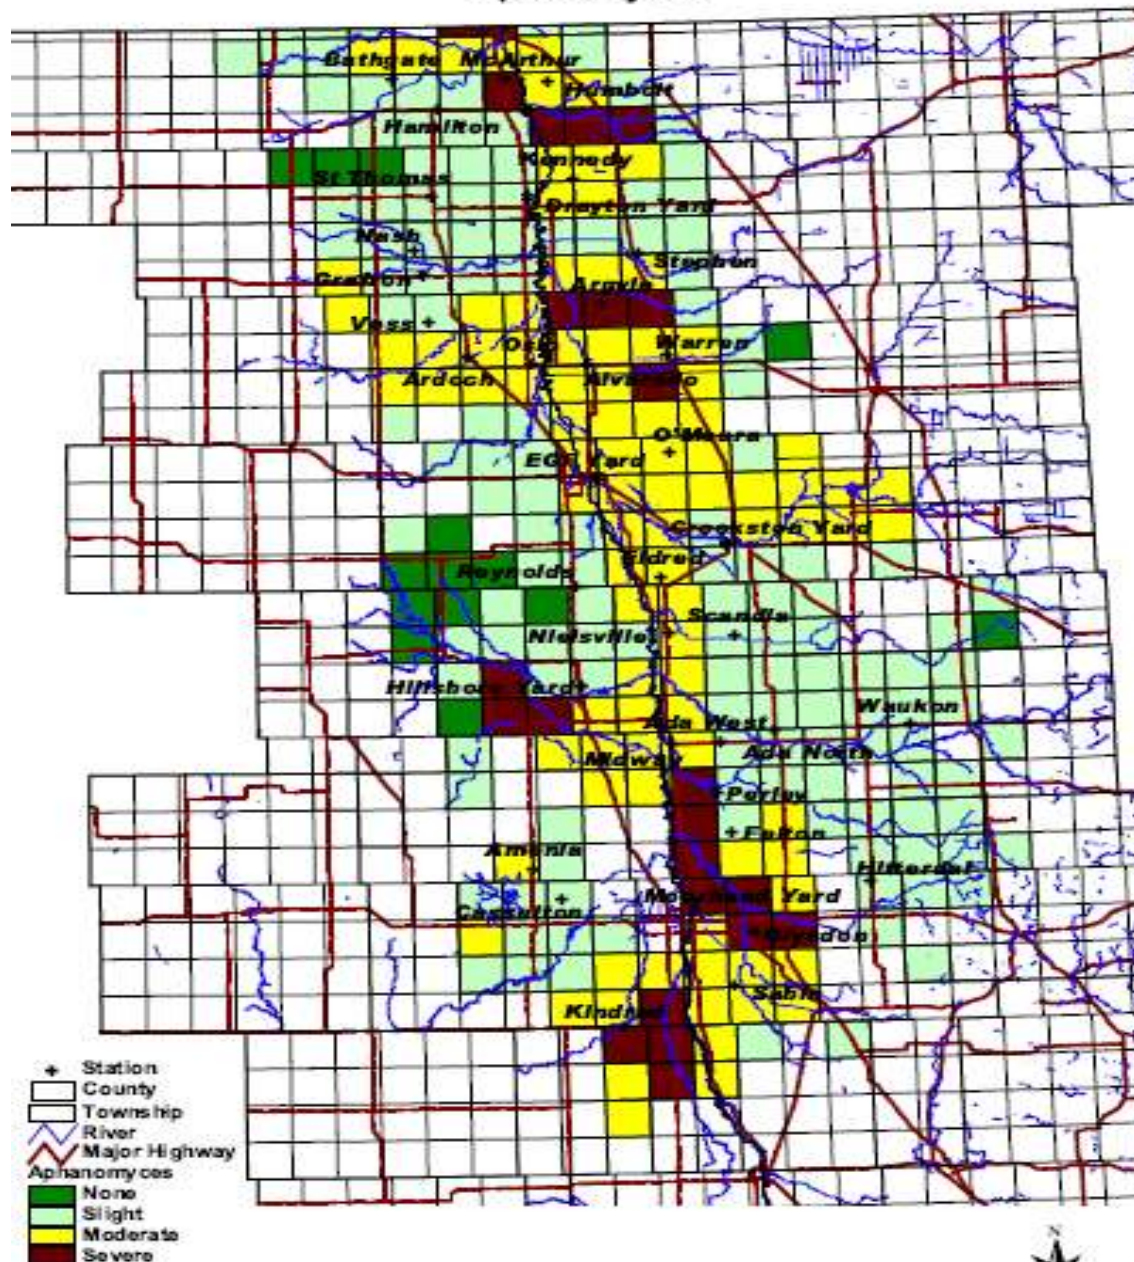 Bathgate McArthur
Humbolt
Hamilton
Kennedy
St Thomas
Drayton Yard
Nash
Stephen
Grafton
Argyle
Voss
Warren
Ardoch
Alvarado
O'Meara
EGF Yard
Crookston Yard
Eldred
Reynolds
Scandia
Nielsville
Hillsboro Yard
Waukon
Ada West
Ada North
Midway
Perley
Felton
Amenia
Hitterdal
Moorhead Yard
Casselton
Glyndon
Sabin
Kindred
Station
County
Township
River
Major Highway
Aphanomyces
None
Slight
Moderate
Severe
N